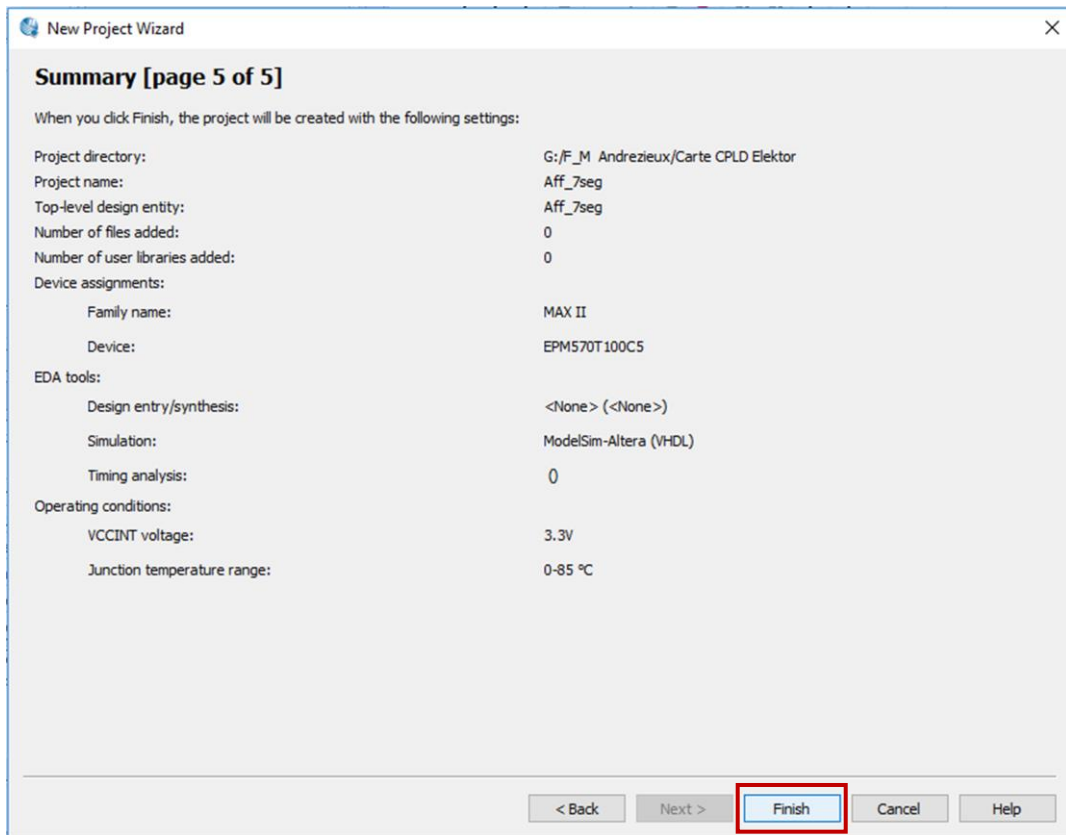 New Project Wizard
Summary [page 5 of 5]
When you click Finish, the project will be created with the following settings:
Project directory: G:/F_M Andrezieux/Carte CPLD Elektor
Project name: Aff_7seg
Top-level design entity: Aff_7seg
Number of files added: 0
Number of user libraries added: 0
Device assignments:
Family name: MAX II
Device: EPM570T100C5
EDA tools:
Design entry/synthesis: <None> (<None>)
Simulation: ModelSim-Altera (VHDL)
Timing analysis: ()
Operating conditions:
VCCINT voltage: 3.3V
Junction temperature range: 0-85 ºC
< Back Next > Finish Cancel Help